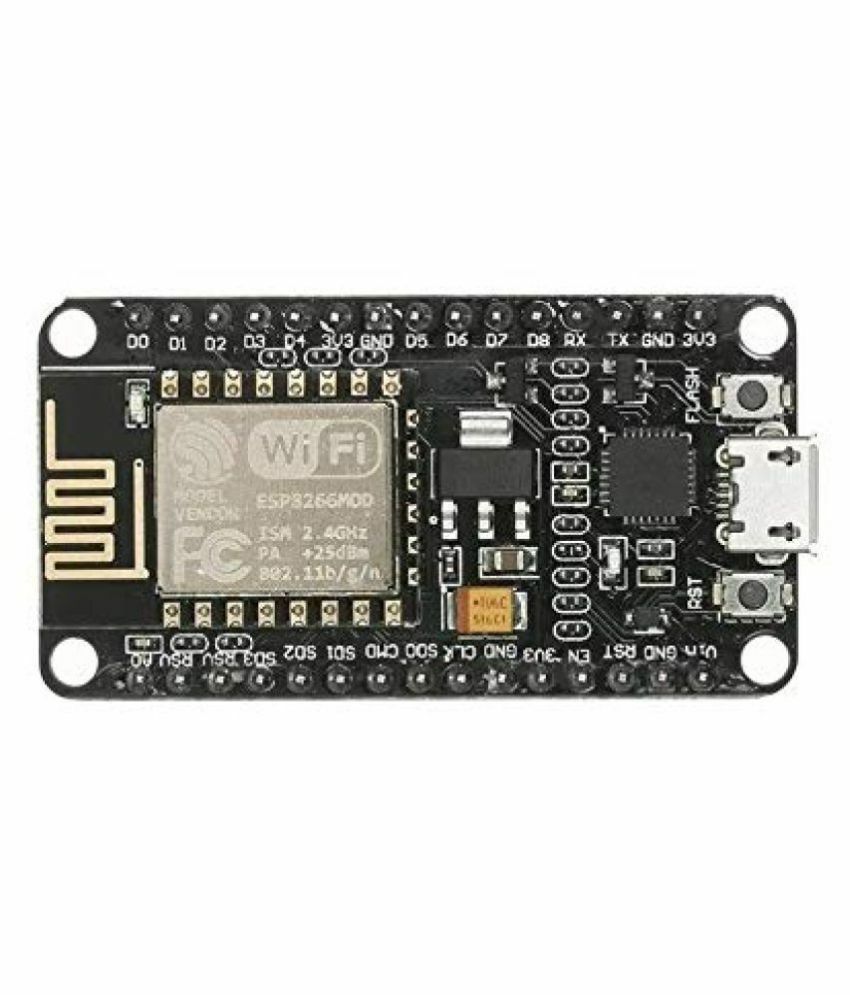 D0 D1 D2 D3 D4 3V3 GND D5 D6 D7 D8 RX TX GND 3V3
FLASH
WiFi
MODEL
ESP8266MOD
VENDOR
ISM 2.4GHz
FC
PA +25dBm
802.11b/g/n
RST
A0 RSV RSV SD3 SD2 SD1 CMD SD0 CLK GND 3V3 EN RST GND Vin